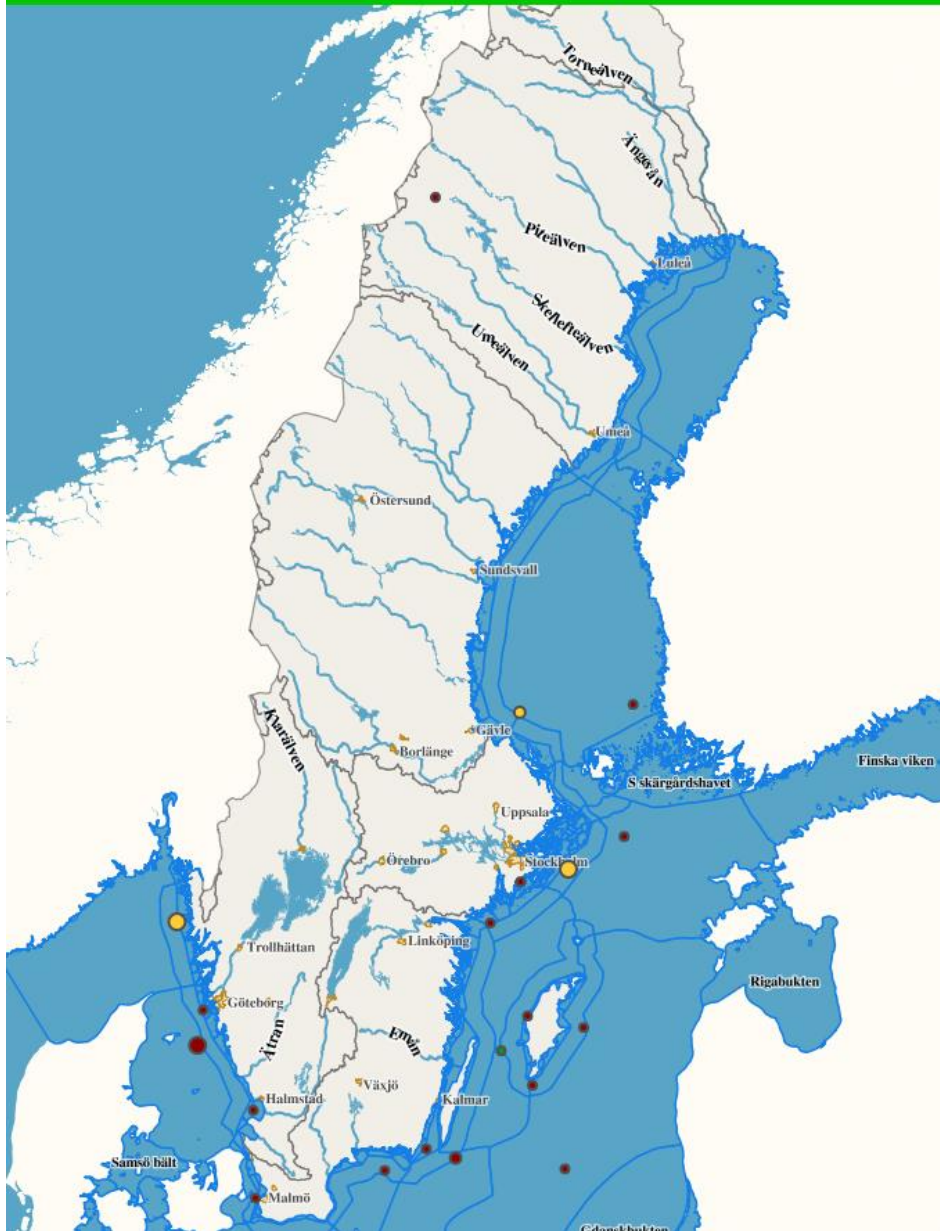 Torneälven
Ängesån
Piteälven
Luleå
Skellefteälven
Umeälven
Umeå
Östersund
Sundsvall
Klarälven
Gävle
Borlänge
Finska viken
S skärgårdshavet
Uppsala
Örebro
Stockholm
Linköping
Trollhättan
Rigabukten
Göteborg
Ätran
Emån
Växjö
Halmstad
Kalmar
Samsö bält
Malmö
Gdanskbukten